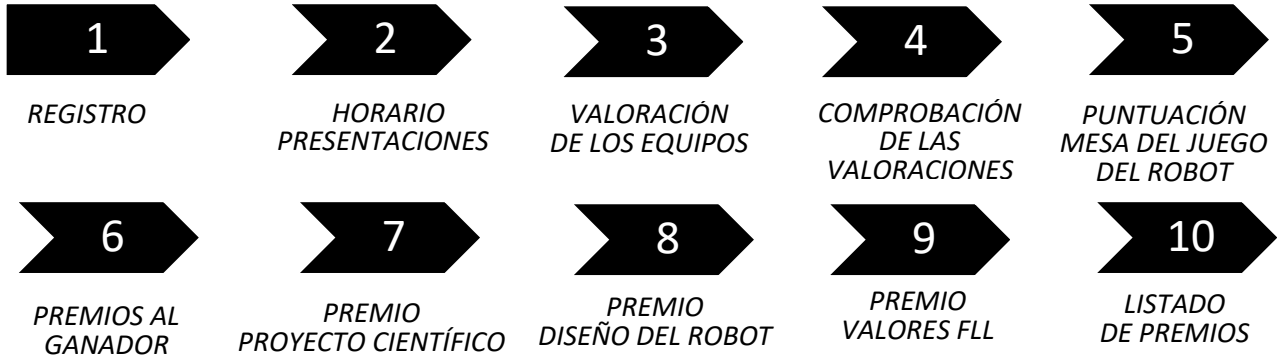 1
2
3
4
5
REGISTRO
HORARIO
PRESENTACIONES
VALORACIÓN
DE LOS EQUIPOS
COMPROBACIÓN
DE LAS
VALORACIONES
PUNTUACIÓN
MESA DEL JUEGO
DEL ROBOT
6
7
8
9
10
PREMIOS AL
GANADOR
PREMIO
PROYECTO CIENTÍFICO
PREMIO
DISEÑO DEL ROBOT
PREMIO
VALORES FLL
LISTADO
DE PREMIOS